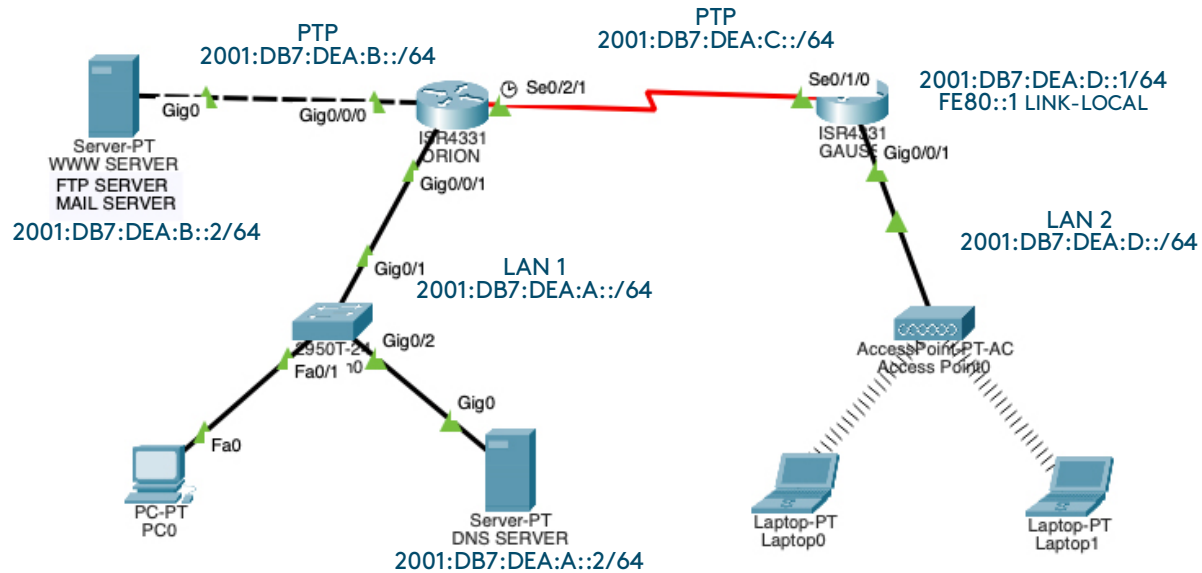 PTP
2001:DB7:DEA:B::/64
PTP
2001:DB7:DEA:C::/64
Gig0
Gig0/0/0
Se0/2/1
Se0/1/0
2001:DB7:DEA:D::1/64
FE80::1 LINK-LOCAL
Server-PT
WWW SERVER
FTP SERVER
MAIL SERVER
2001:DB7:DEA:B::2/64
ISR4331
ORION
Gig0/0/1
ISR4331
GAUSS
Gig0/0/1
LAN 2
2001:DB7:DEA:D::/64
Gig0/1
LAN 1
2001:DB7:DEA:A::/64
2950T-24
Gig0/2
Fa0/1
Gig0
Fa0
AccessPoint-PT-AC
Access Point0
PC-PT
PC0
Server-PT
DNS SERVER
2001:DB7:DEA:A::2/64
Laptop-PT
Laptop0
Laptop-PT
Laptop1